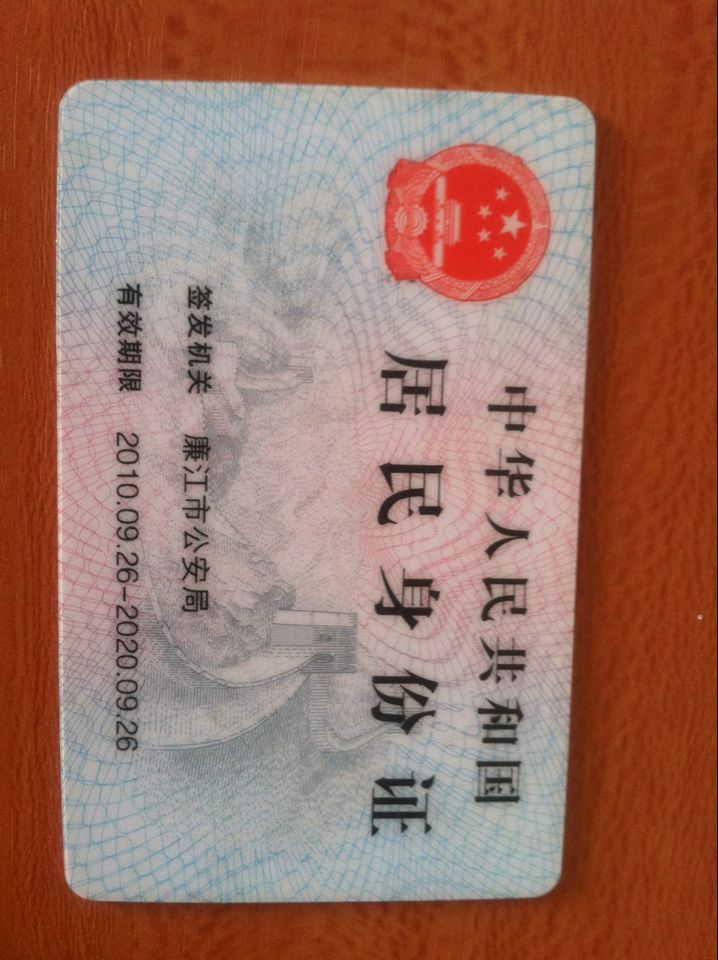 中华人民共和国
居民身份证
签发机关 廉江市公安局
有效期限 2010.09.26-2020.09.26